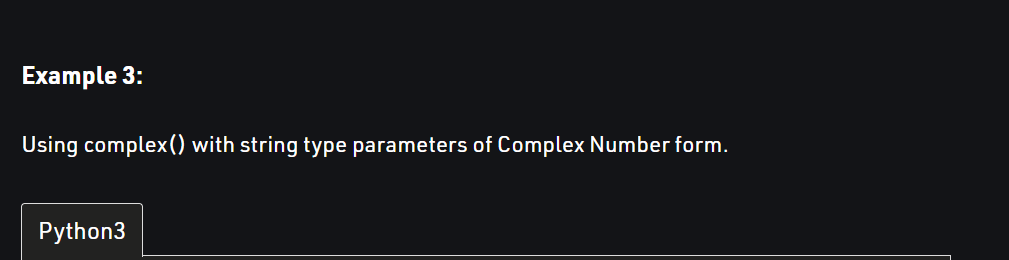 Example 3:
Using complex() with string type parameters of Complex Number form.
Python3